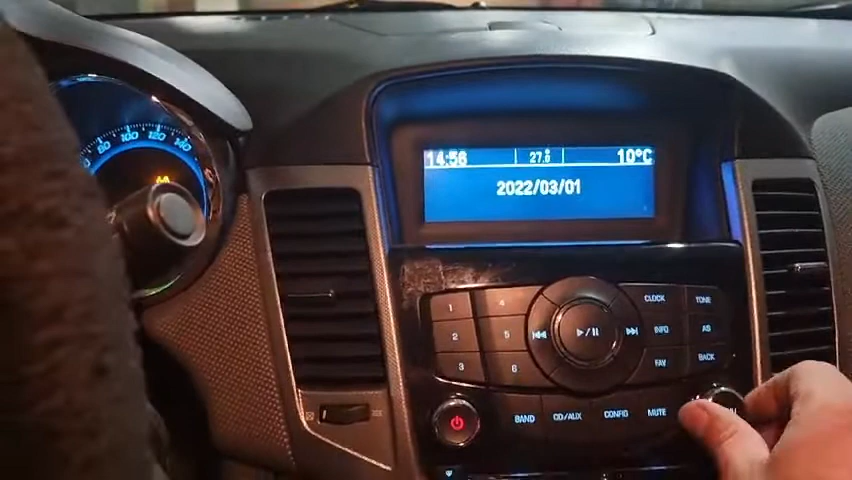 14:56 27.0 10°C
2022/03/01
80 100 120 140
1 4 CLOCK TONE
2 5 INFO AS
3 6 FAV BACK
BAND CD/AUX CONFIG MUTE